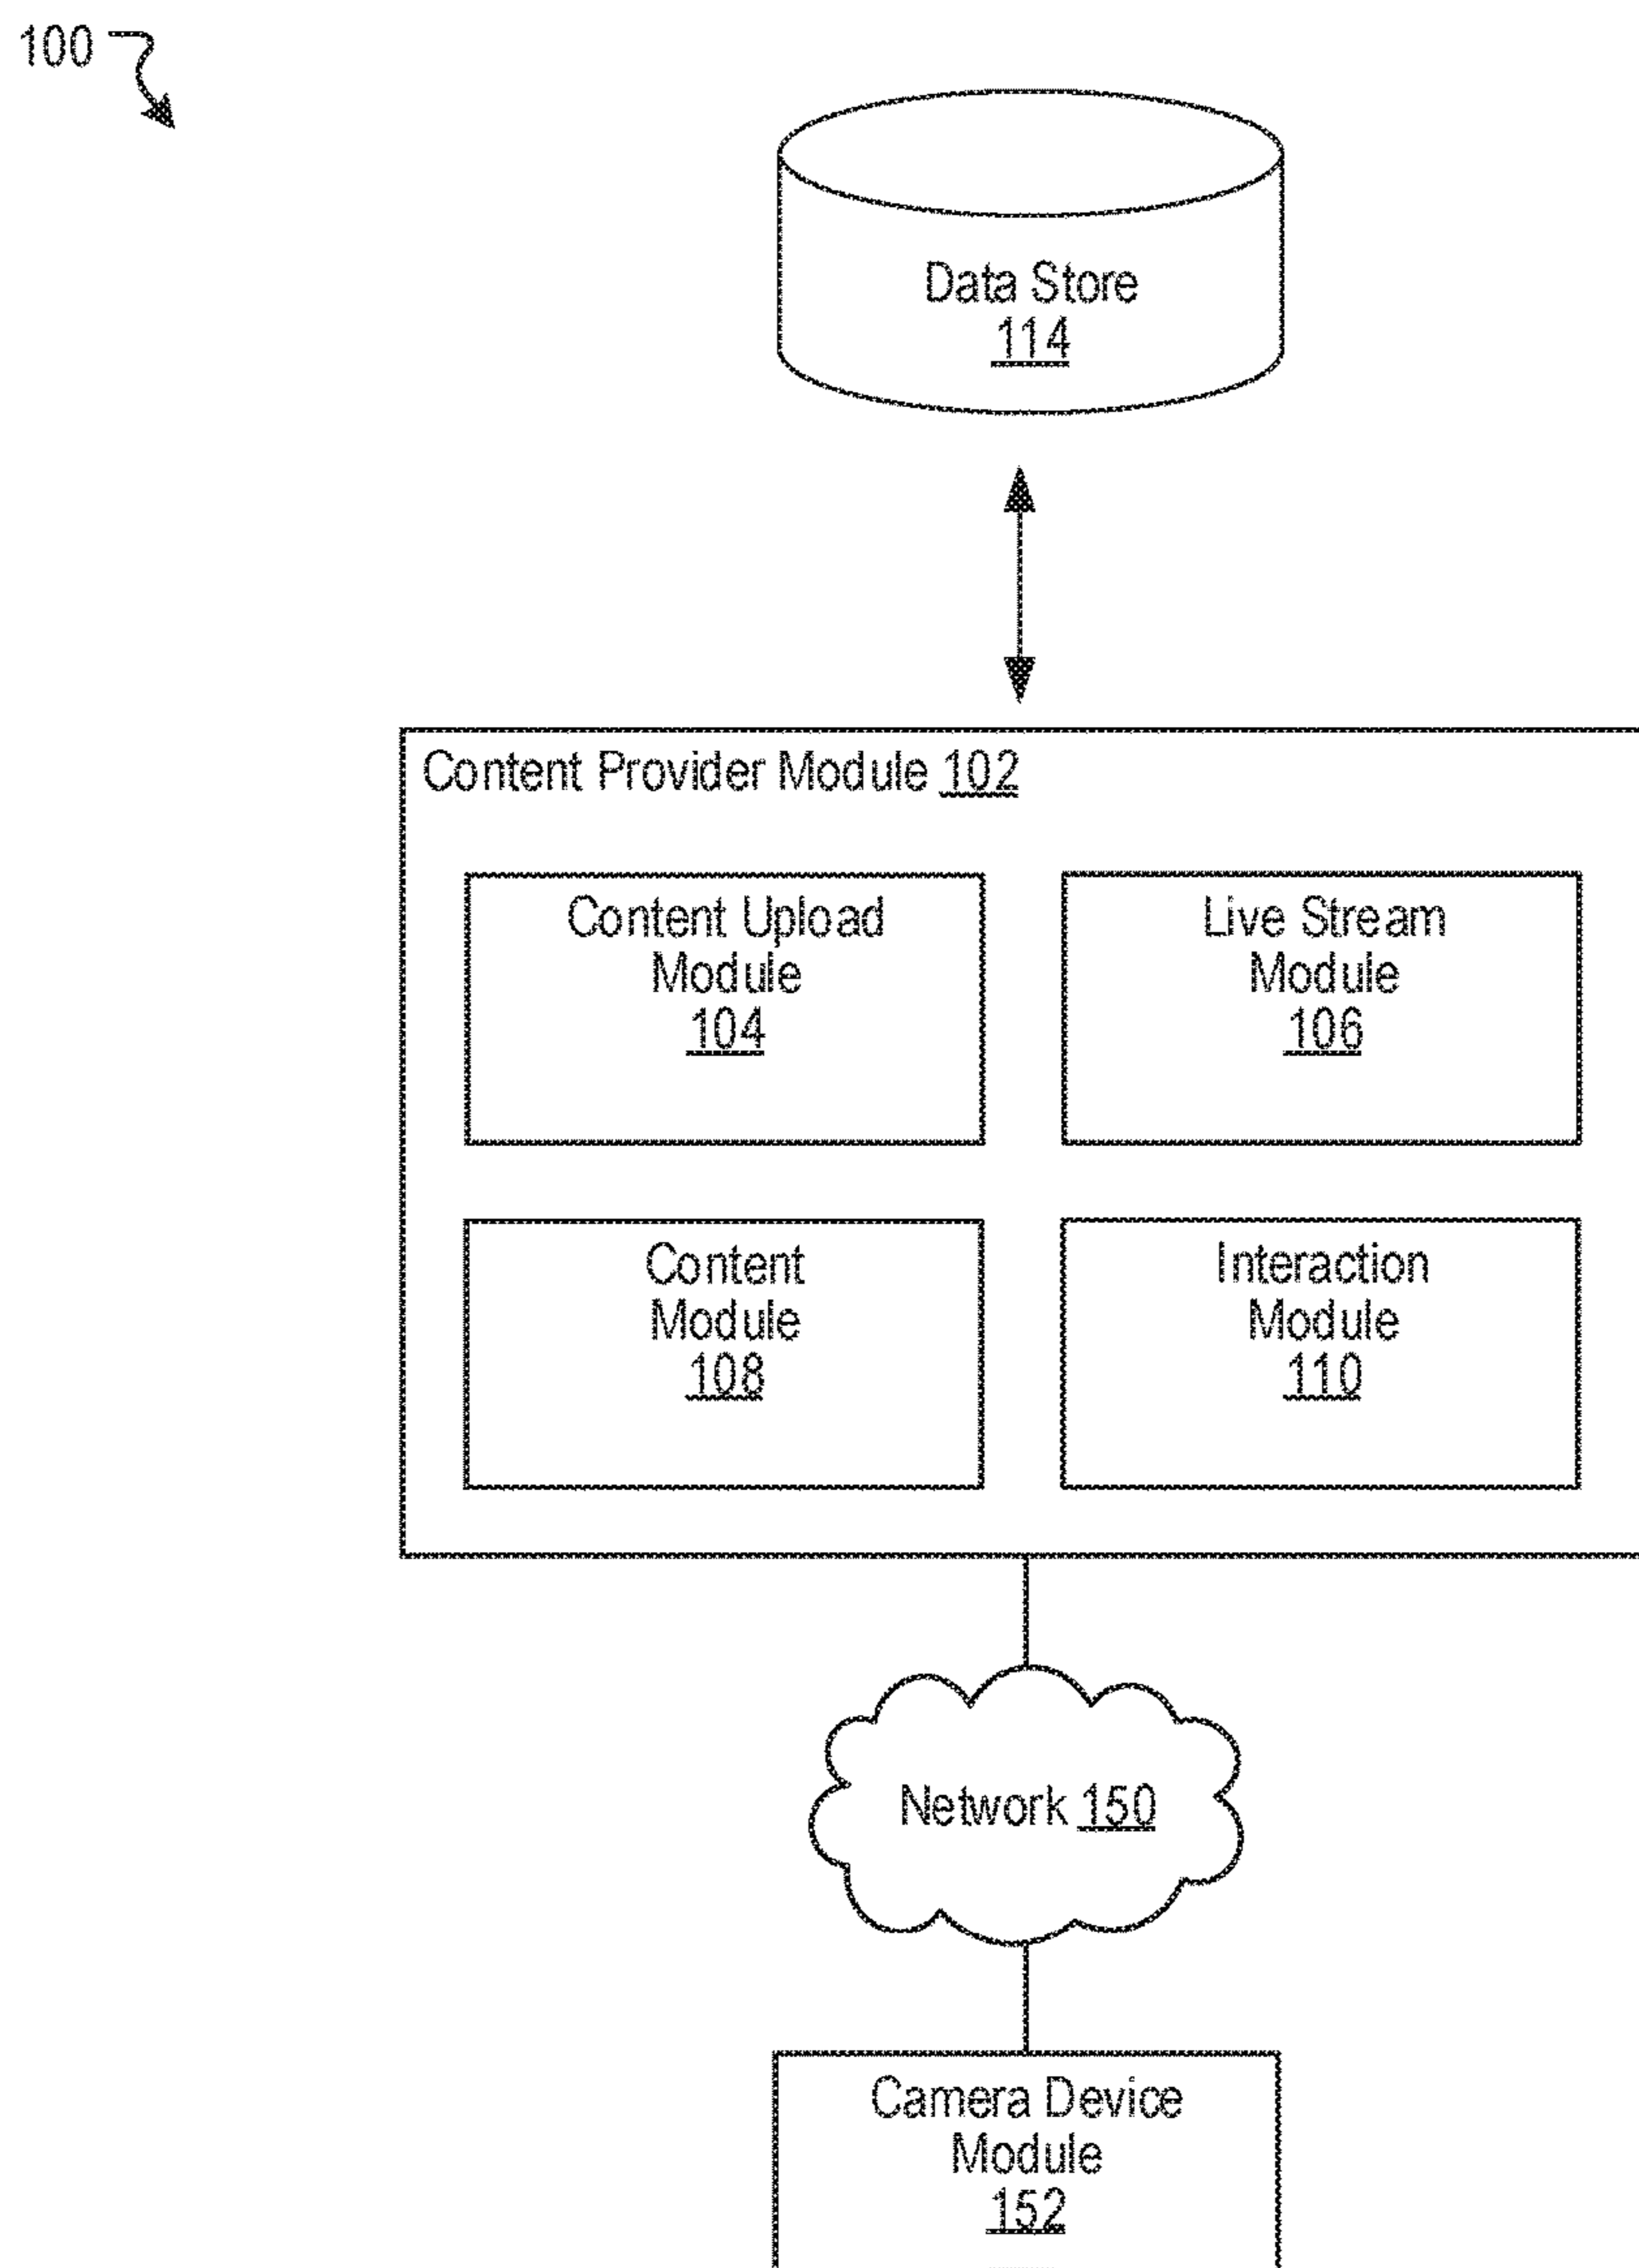 100
Data Store
114
Content Provider Module 102
Content Upload
Module
104
Live Stream
Module
106
Content
Module
108
Interaction
Module
110
Network 150
Camera Device
Module
152